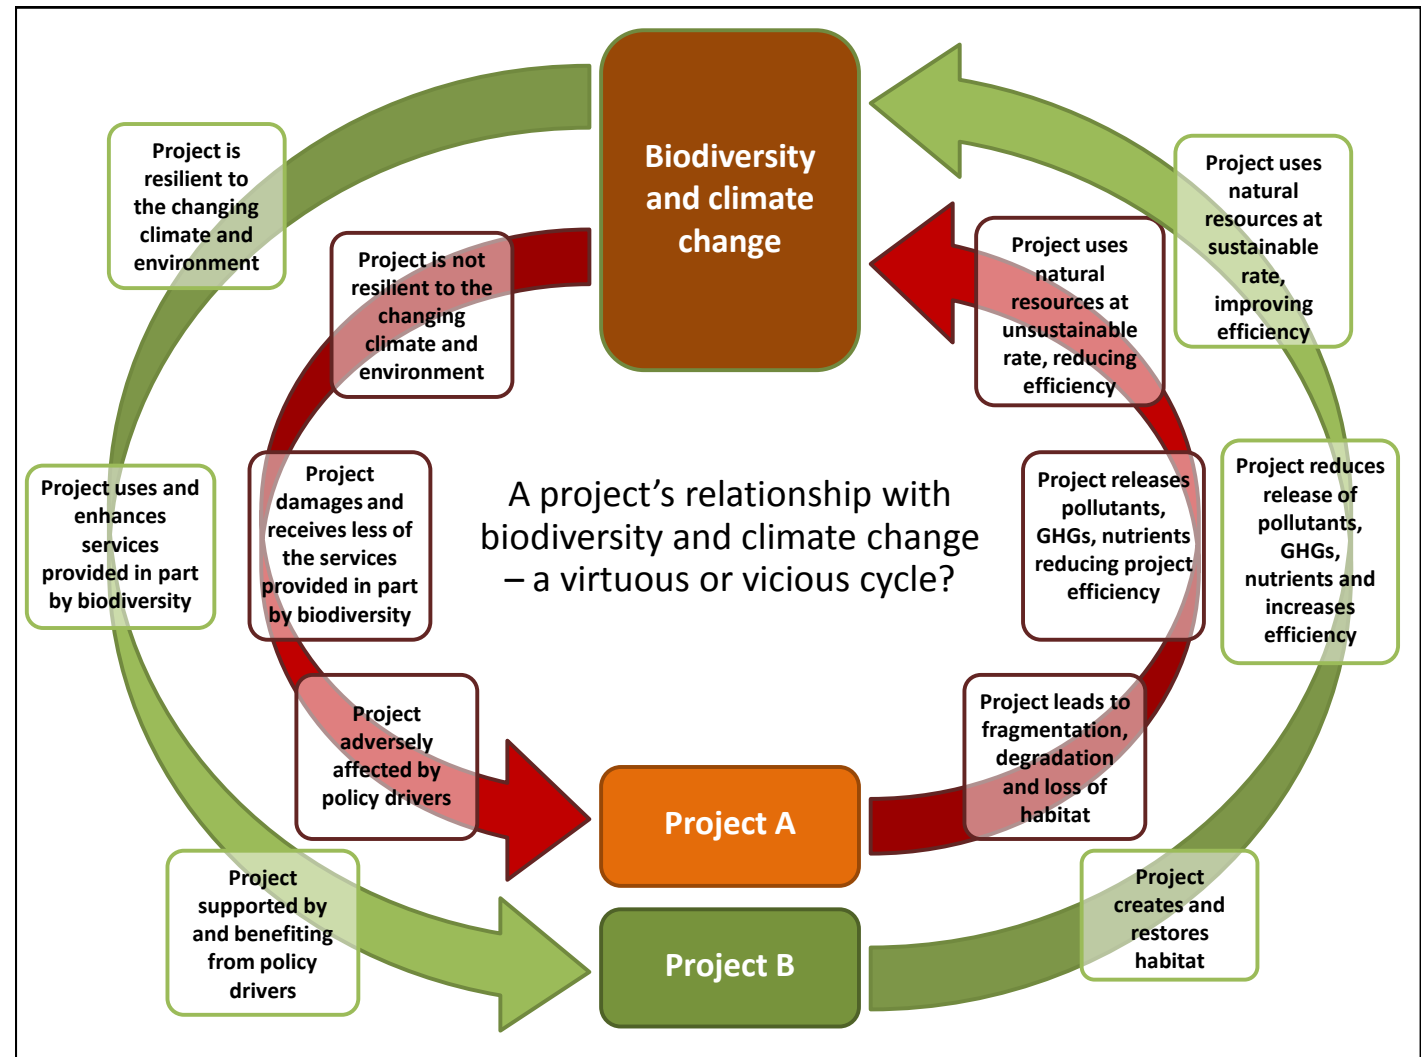 Biodiversity
and climate
change
Project is
resilient to
the changing
climate and
environment
Project is not
resilient to the
changing
climate and
environment
Project uses
natural
resources at
unsustainable
rate, reducing
efficiency
Project uses
natural
resources at
sustainable
rate,
improving
efficiency
Project uses and
enhances
services
provided in part
by biodiversity
Project
damages and
receives less of
the services
provided in part
by biodiversity
A project’s relationship with
biodiversity and climate change
– a virtuous or vicious cycle?
Project releases
pollutants,
GHGs, nutrients
reducing project
efficiency
Project reduces
release of
pollutants,
GHGs,
nutrients and
increases
efficiency
Project
adversely
affected by
policy drivers
Project A
Project leads to
fragmentation,
degradation
and loss of
habitat
Project
supported by
and benefiting
from policy
drivers
Project B
Project
creates and
restores
habitat